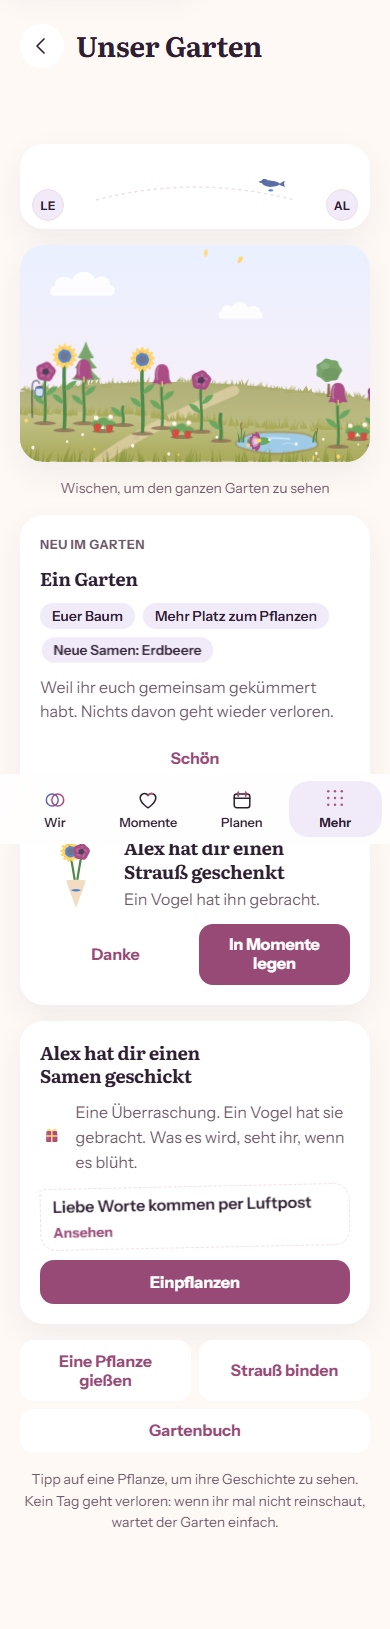 Unser Garten
LE
AL
Wischen, um den ganzen Garten zu sehen
NEU IM GARTEN
Ein Garten
Euer Baum
Mehr Platz zum Pflanzen
Neue Samen: Erdbeere
Weil ihr euch gemeinsam gekümmert
habt. Nichts davon geht wieder verloren.
Schön
Wir
Momente
Planen
Mehr
Alex hat dir einen
Strauß geschenkt
Ein Vogel hat ihn gebracht.
Danke
In Momente
legen
Alex hat dir einen
Samen geschickt
Eine Überraschung. Ein Vogel hat sie
gebracht. Was es wird, seht ihr, wenn
es blüht.
Liebe Worte kommen per Luftpost
Ansehen
Einpflanzen
Eine Pflanze
gießen
Strauß binden
Gartenbuch
Tipp auf eine Pflanze, um ihre Geschichte zu sehen.
Kein Tag geht verloren: wenn ihr mal nicht reinschaut,
wartet der Garten einfach.